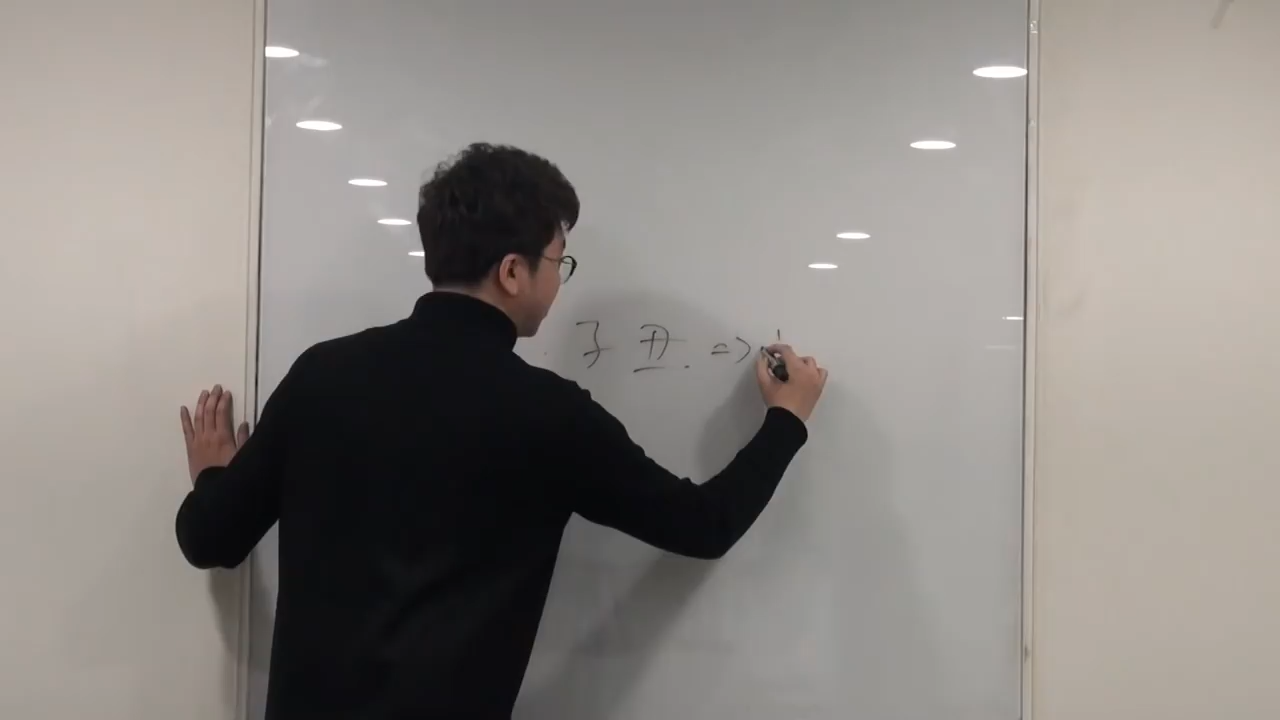 子 丑. =>